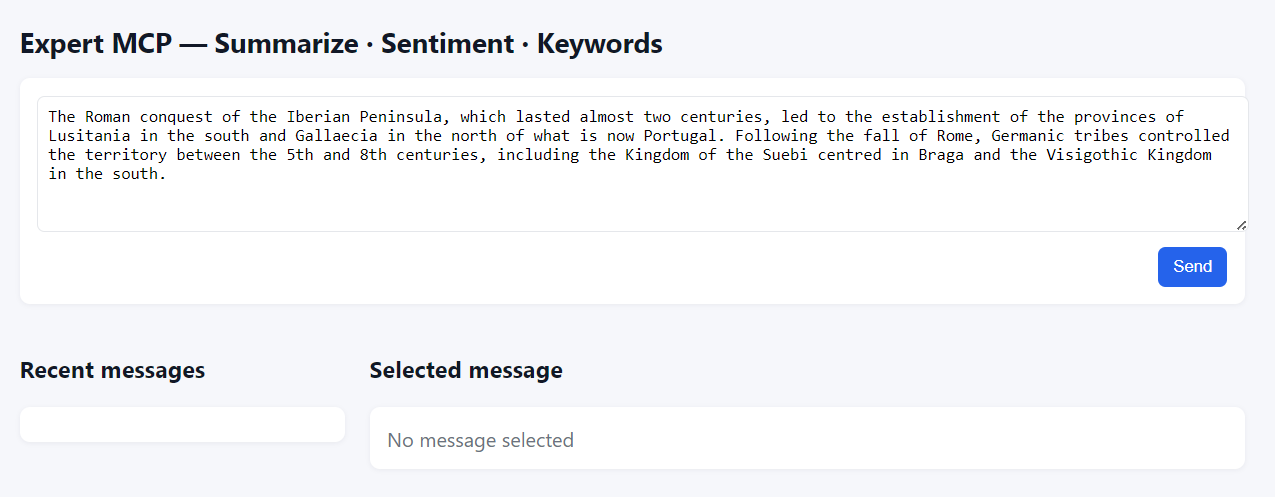 Expert MCP — Summarize · Sentiment · Keywords
The Roman conquest of the Iberian Peninsula, which lasted almost two centuries, led to the establishment of the provinces of
Lusitania in the south and Gallaecia in the north of what is now Portugal. Following the fall of Rome, Germanic tribes controlled
the territory between the 5th and 8th centuries, including the Kingdom of the Suebi centred in Braga and the Visigothic Kingdom
in the south.
Send
Recent messages
Selected message
No message selected